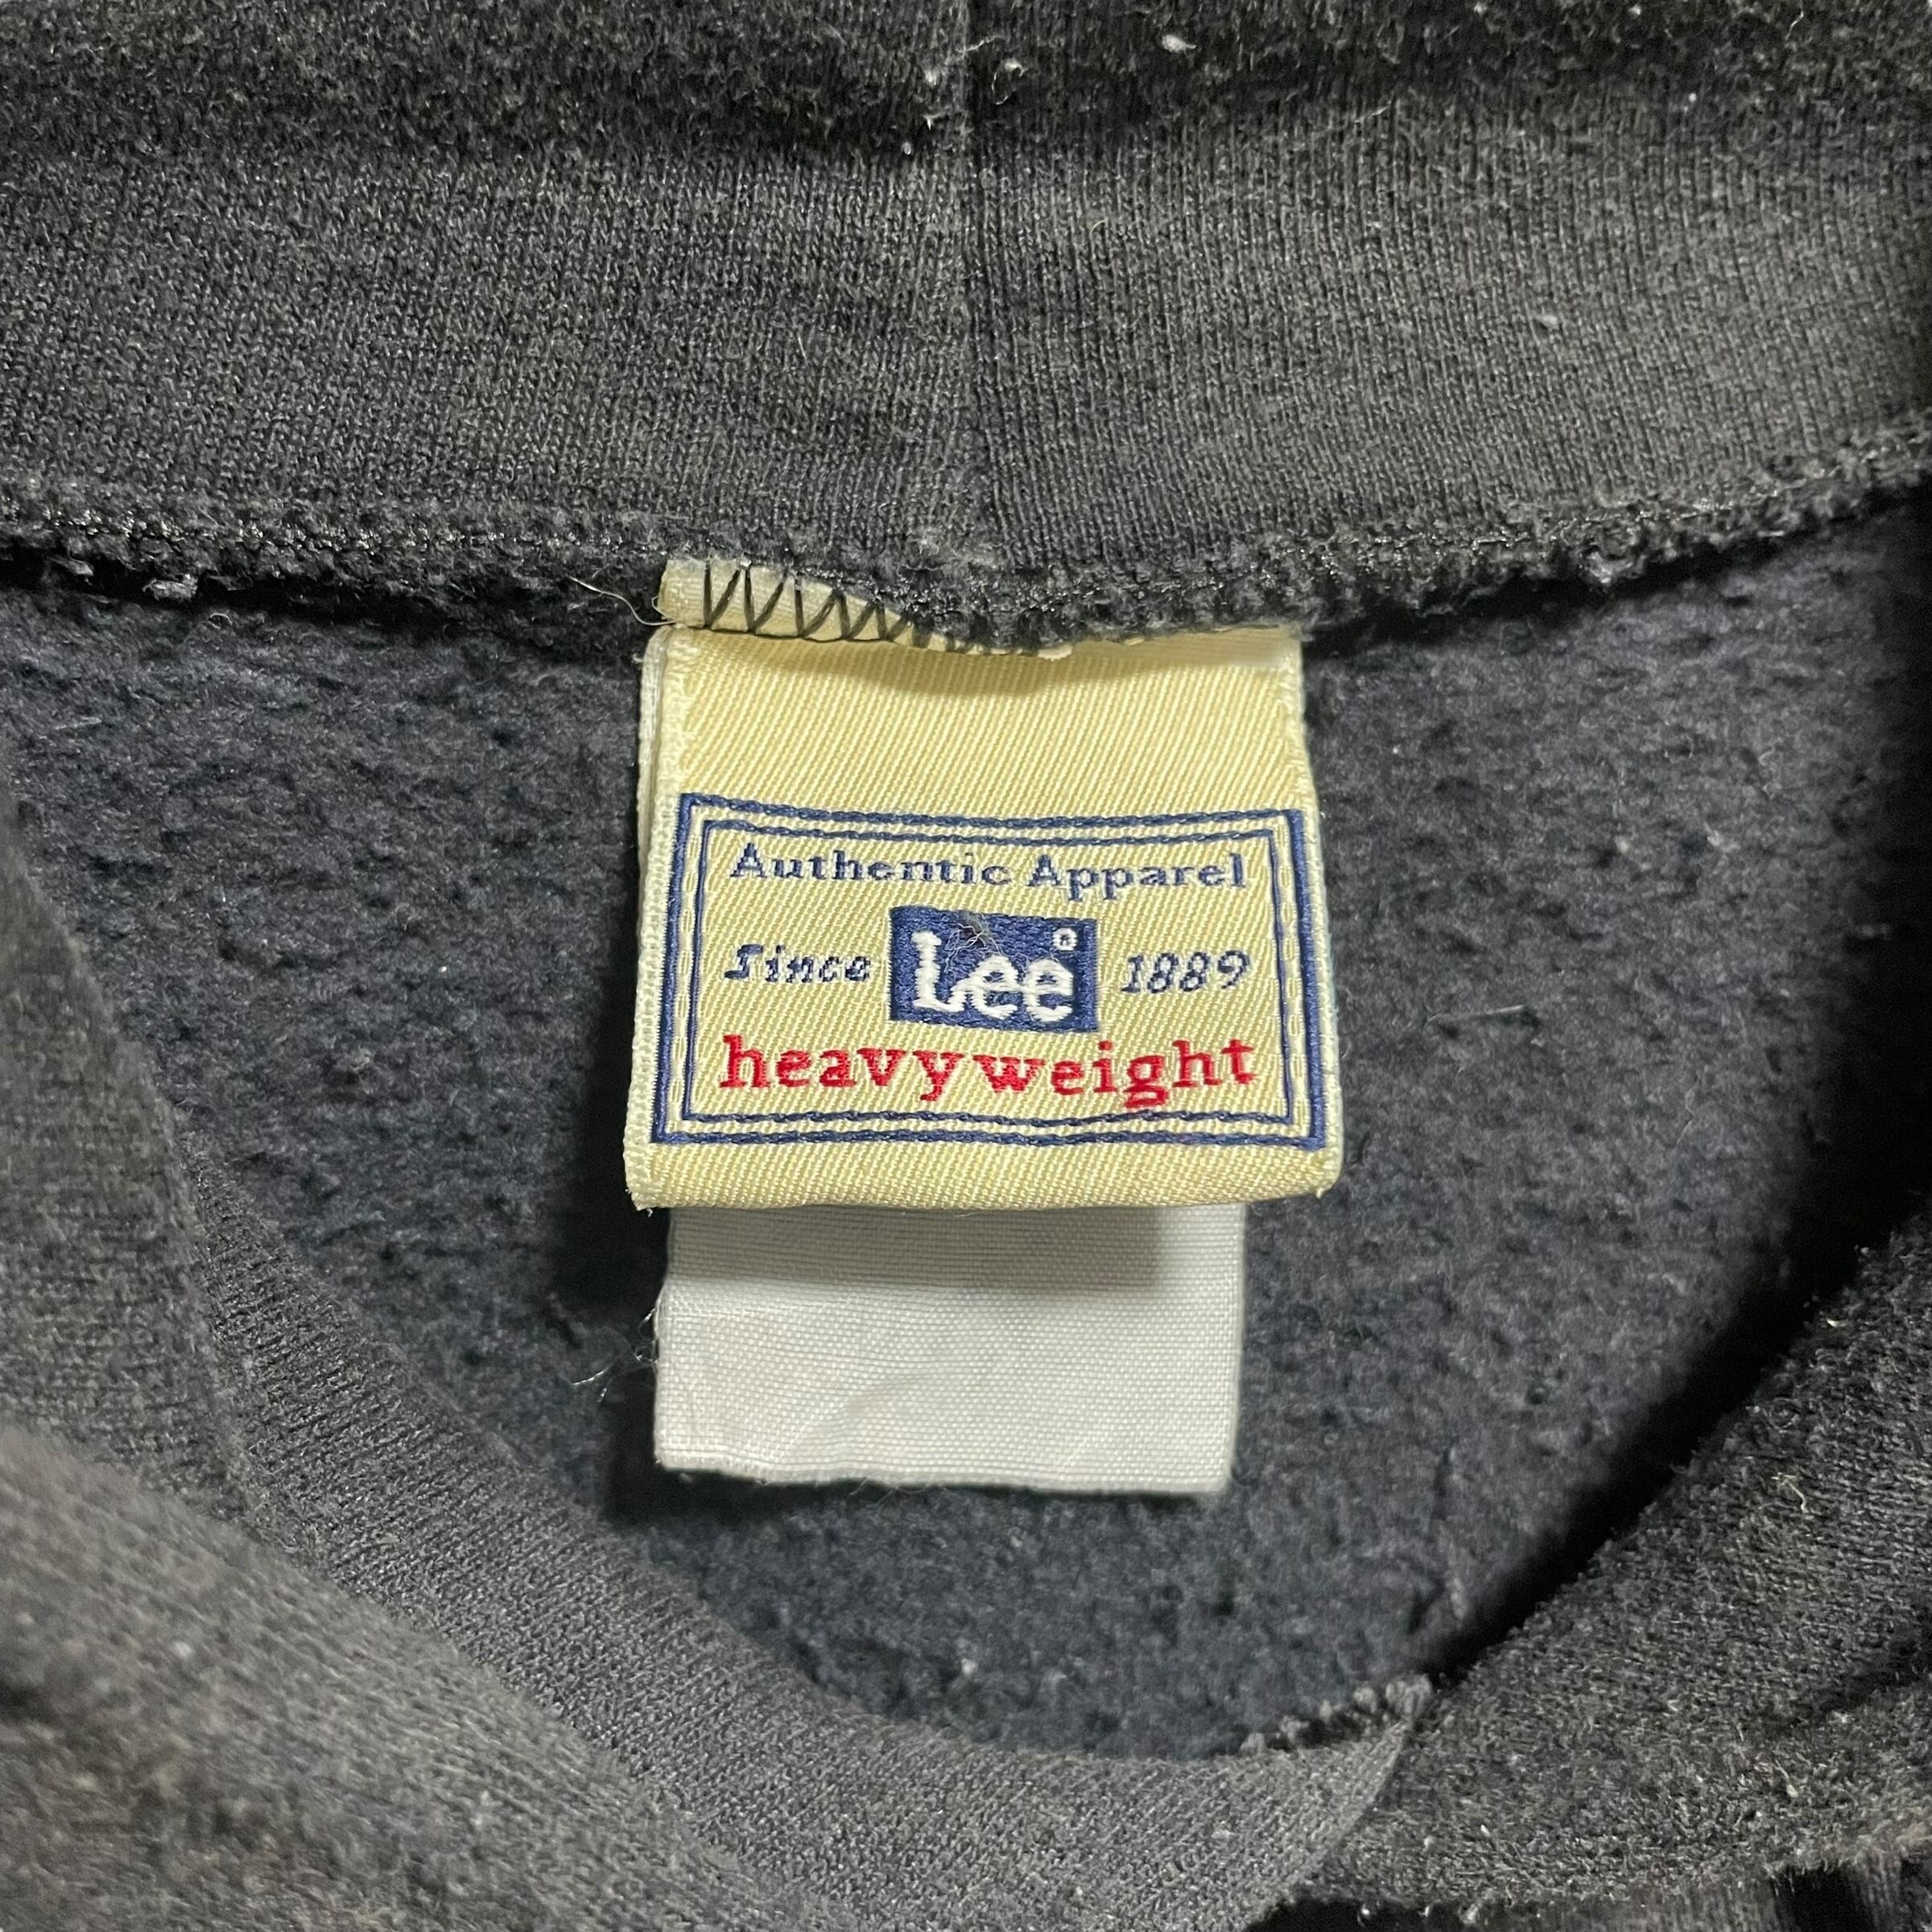 Authentic Apparel
Since Lee® 1889
heavyweight